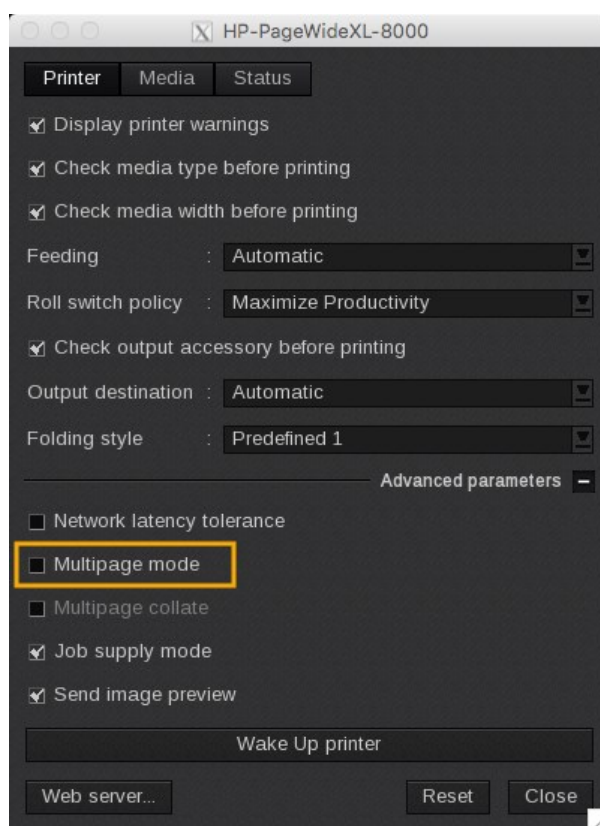 HP-PageWideXL-8000
Printer Media Status
Display printer warnings
Check media type before printing
Check media width before printing
Feeding : Automatic
Roll switch policy : Maximize Productivity
Check output accessory before printing
Output destination : Automatic
Folding style : Predefined 1
Advanced parameters
Network latency tolerance
Multipage mode
Multipage collate
Job supply mode
Send image preview
Wake Up printer
Web server... Reset Close